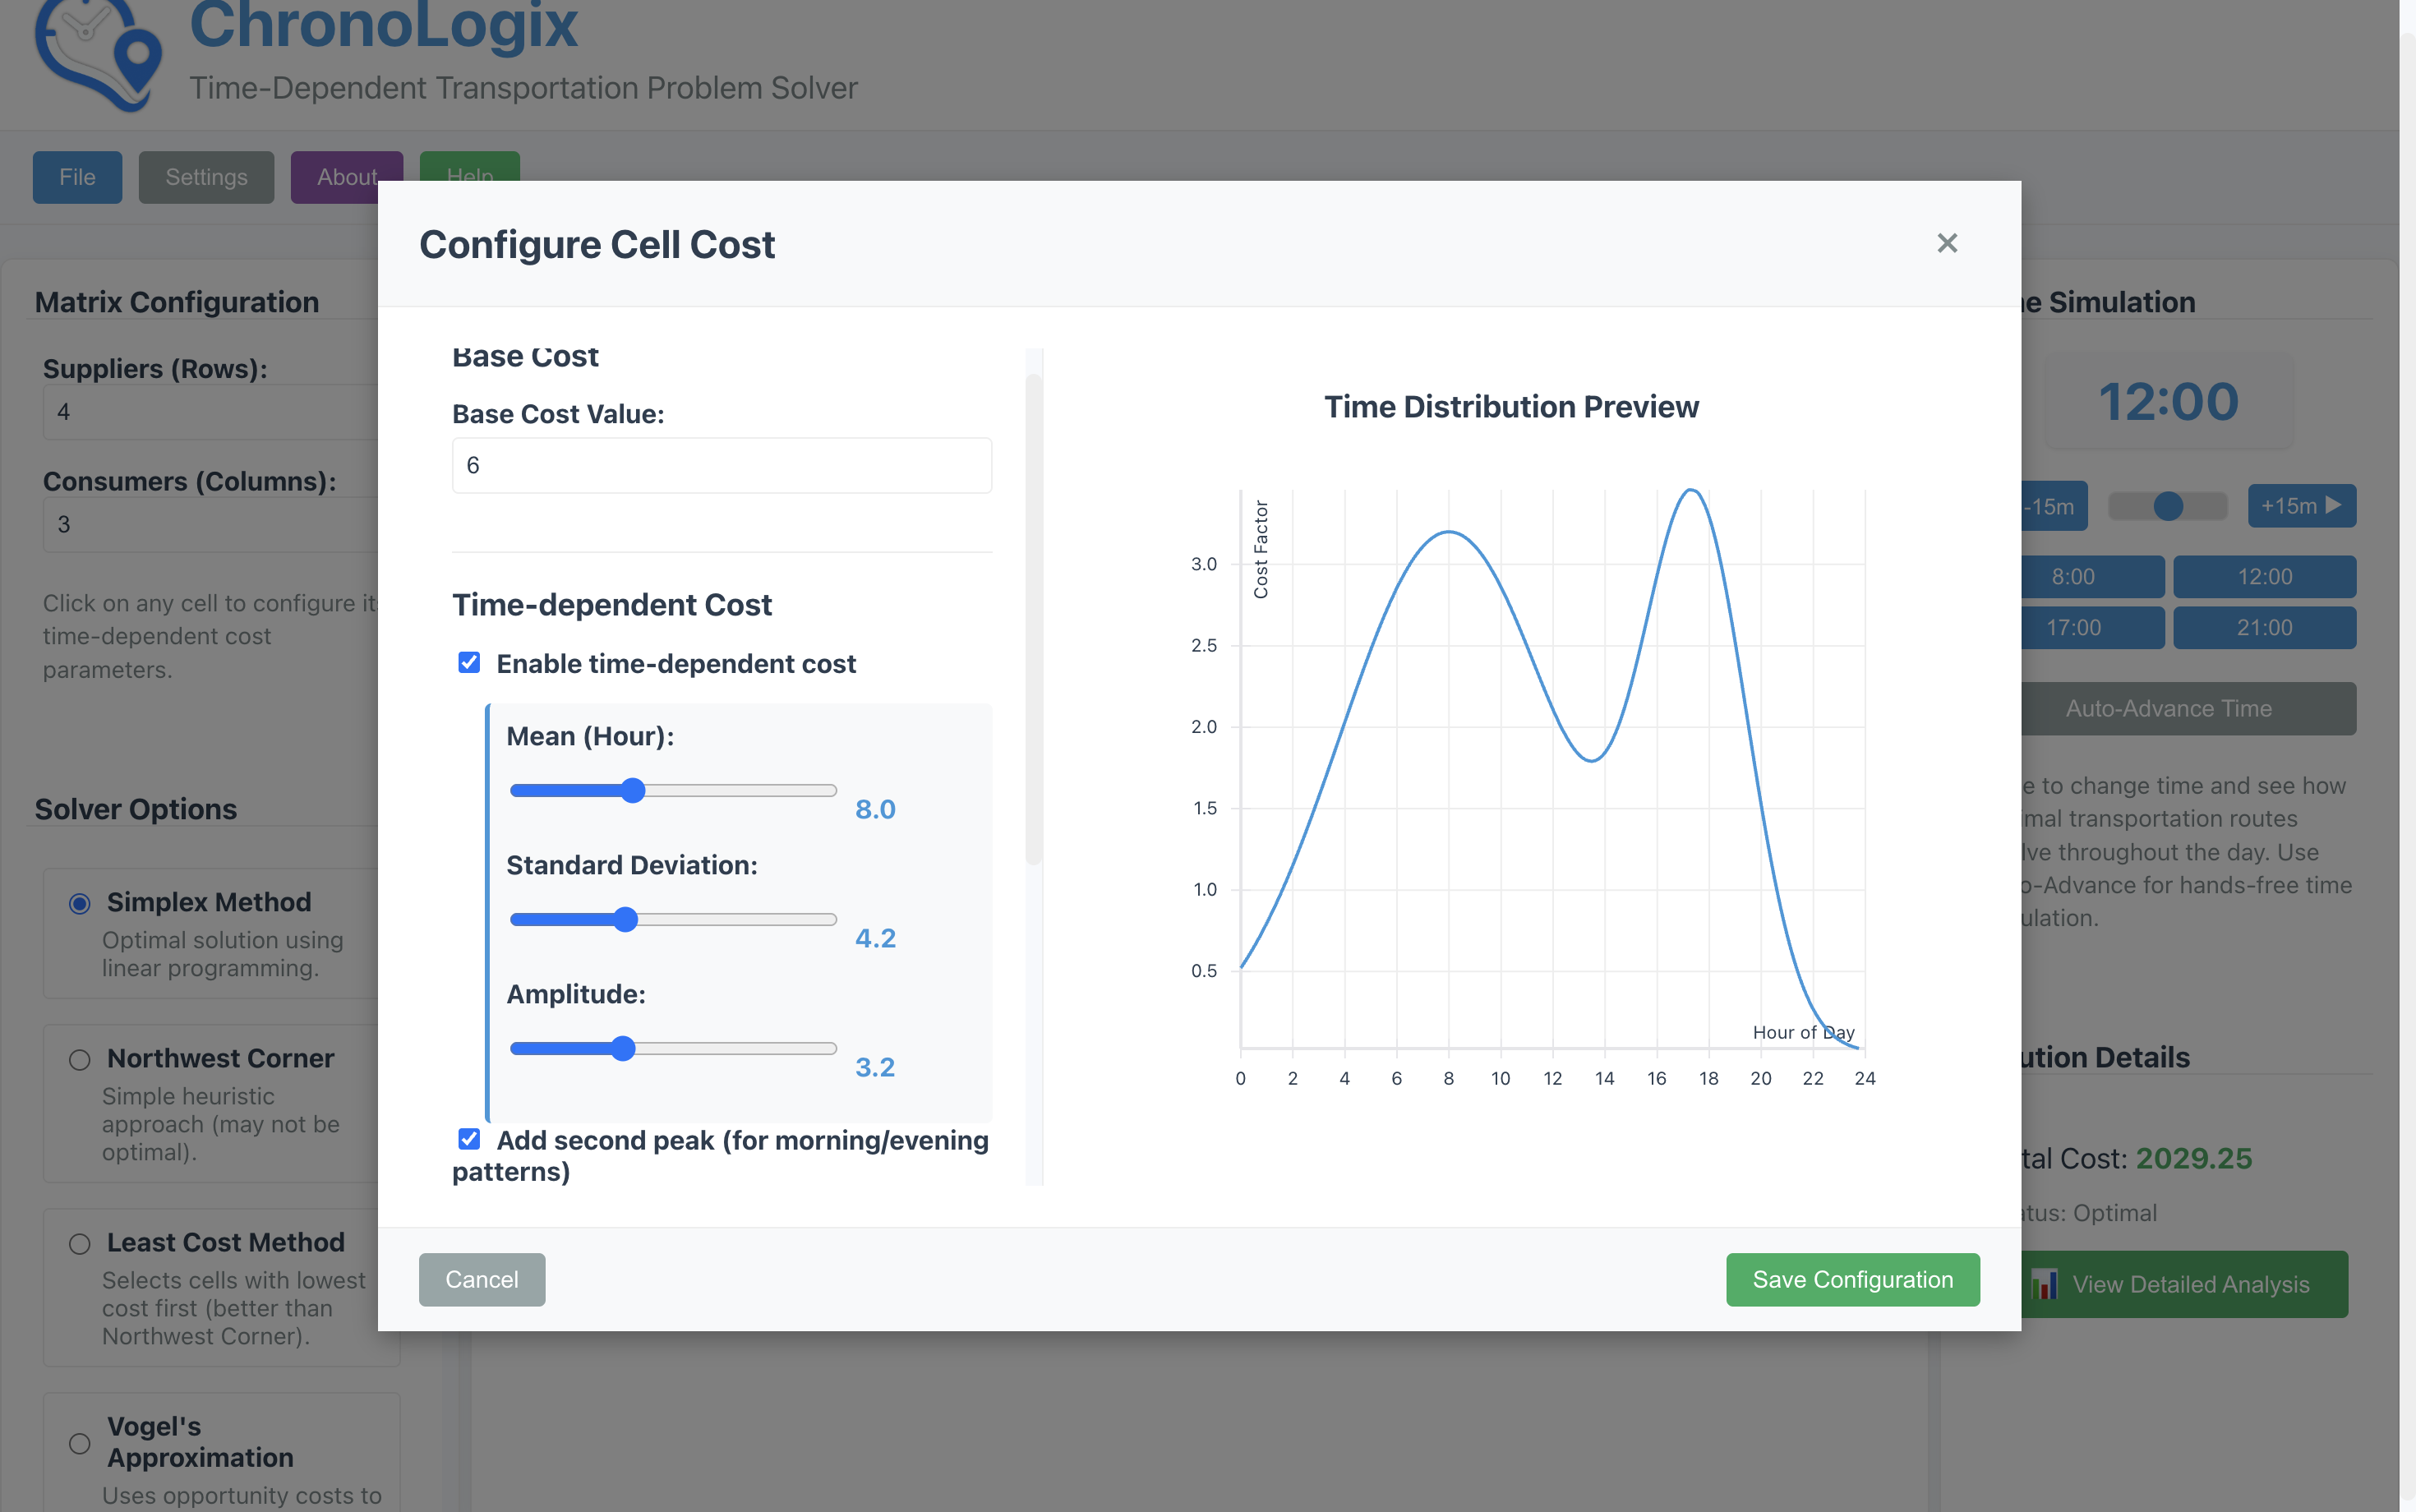 ChronoLogix
Time-Dependent Transportation Problem Solver
File
Settings
About
Help
Matrix Configuration
Suppliers (Rows):
4
Consumers (Columns):
3
Click on any cell to configure it
time-dependent cost
parameters.
Solver Options
Simplex Method
Optimal solution using
linear programming.
Northwest Corner
Simple heuristic
approach (may not be
optimal).
Least Cost Method
Selects cells with lowest
cost first (better than
Northwest Corner).
Vogel's
Approximation
Uses opportunity costs to
Configure Cell Cost
×
Base Cost
Base Cost Value:
6
Time-dependent Cost
Enable time-dependent cost
Mean (Hour):
8.0
Standard Deviation:
4.2
Amplitude:
3.2
Add second peak (for morning/evening
patterns)
Time Distribution Preview
Cost Factor
3.0
2.5
2.0
1.5
1.0
0.5
Hour of Day
0 2 4 6 8 10 12 14 16 18 20 22 24
Cancel
Save Configuration
e Simulation
12:00
-15m
+15m ▶
8:00
12:00
17:00
21:00
Auto-Advance Time
e to change time and see how
mal transportation routes
lve throughout the day. Use
o-Advance for hands-free time
ulation.
ution Details
tal Cost: 2029.25
atus: Optimal
View Detailed Analysis